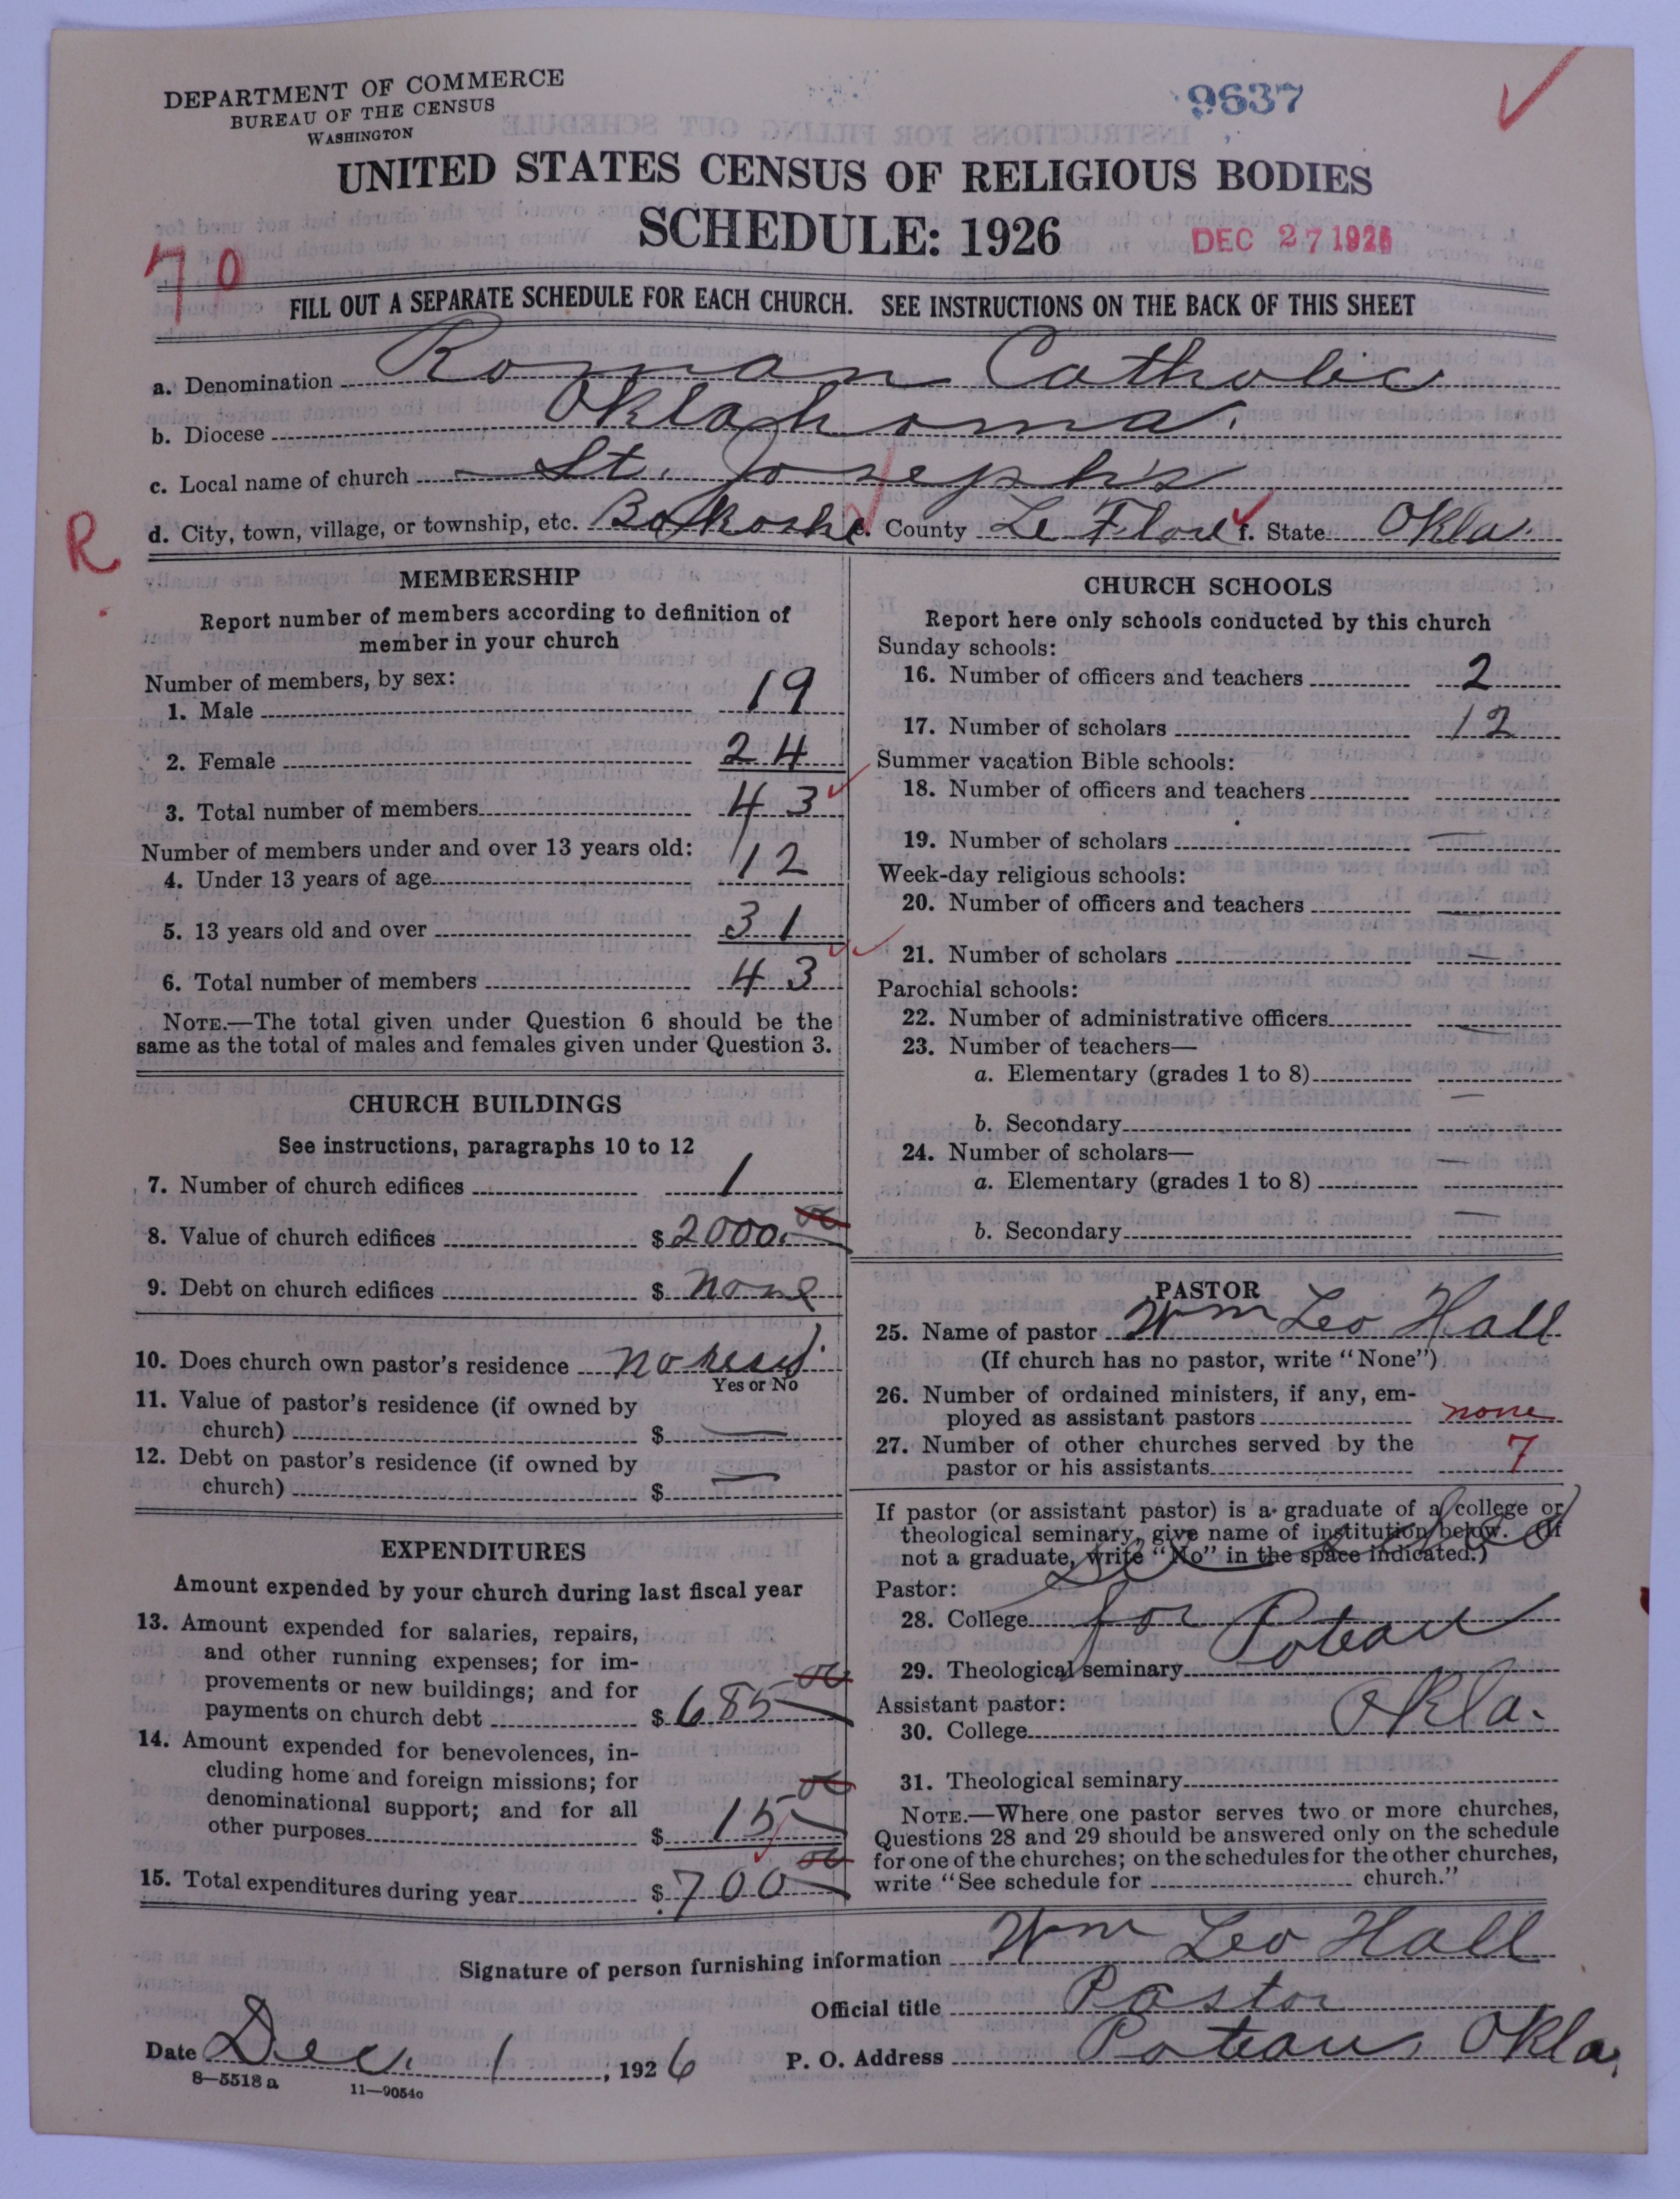 DEPARTMENT OF COMMERCE
BUREAU OF THE CENSUS
WASHINGTON
9637
UNITED STATES CENSUS OF RELIGIOUS BODIES
SCHEDULE: 1926
DEC 27 1926
70
FILL OUT A SEPARATE SCHEDULE FOR EACH CHURCH. SEE INSTRUCTIONS ON THE BACK OF THIS SHEET
a. Denomination Roman Catholic
b. Diocese Oklahoma.
c. Local name of church St. Joseph's
d. City, town, village, or township, etc. Bokoshe e. County Le Flore f. State Okla.
R
MEMBERSHIP
Report number of members according to definition of
member in your church
Number of members, by sex:
1. Male 19
2. Female 24
3. Total number of members 43
Number of members under and over 13 years old:
4. Under 13 years of age 12
5. 13 years old and over 31
6. Total number of members 43
NOTE.—The total given under Question 6 should be the
same as the total of males and females given under Question 3.
CHURCH BUILDINGS
See instructions, paragraphs 10 to 12
7. Number of church edifices 1
8. Value of church edifices $2000.00
9. Debt on church edifices $ none
10. Does church own pastor's residence no resid.
Yes or No
11. Value of pastor's residence (if owned by
church) $ —
12. Debt on pastor's residence (if owned by
church) $ —
EXPENDITURES
Amount expended by your church during last fiscal year
13. Amount expended for salaries, repairs,
and other running expenses; for im-
provements or new buildings; and for
payments on church debt $685 00
14. Amount expended for benevolences, in-
cluding home and foreign missions; for
denominational support; and for all
other purposes $ 15 00
15. Total expenditures during year $700 00
CHURCH SCHOOLS
Report here only schools conducted by this church
Sunday schools:
16. Number of officers and teachers 2
17. Number of scholars 12
Summer vacation Bible schools:
18. Number of officers and teachers
19. Number of scholars —
Week-day religious schools:
20. Number of officers and teachers —
21. Number of scholars —
Parochial schools:
22. Number of administrative officers —
23. Number of teachers—
a. Elementary (grades 1 to 8) —
b. Secondary
24. Number of scholars— —
a. Elementary (grades 1 to 8)
b. Secondary —
PASTOR
25. Name of pastor Wm Leo Hall
(If church has no pastor, write "None")
26. Number of ordained ministers, if any, em-
ployed as assistant pastors none
27. Number of other churches served by the
pastor or his assistants 7
If pastor (or assistant pastor) is a graduate of a college or
theological seminary, give name of institution below. (If
not a graduate, write "No" in the space indicated.)
Pastor:
28. College for Poteau
29. Theological seminary
Assistant pastor:
30. College Okla.
31. Theological seminary
NOTE.—Where one pastor serves two or more churches,
Questions 28 and 29 should be answered only on the schedule
for one of the churches; on the schedules for the other churches,
write "See schedule for church."
Signature of person furnishing information Wm Leo Hall
Official title Pastor
Date Dec. 1, 1926 P. O. Address Poteau, Okla.
8—5518 a 11—9054c